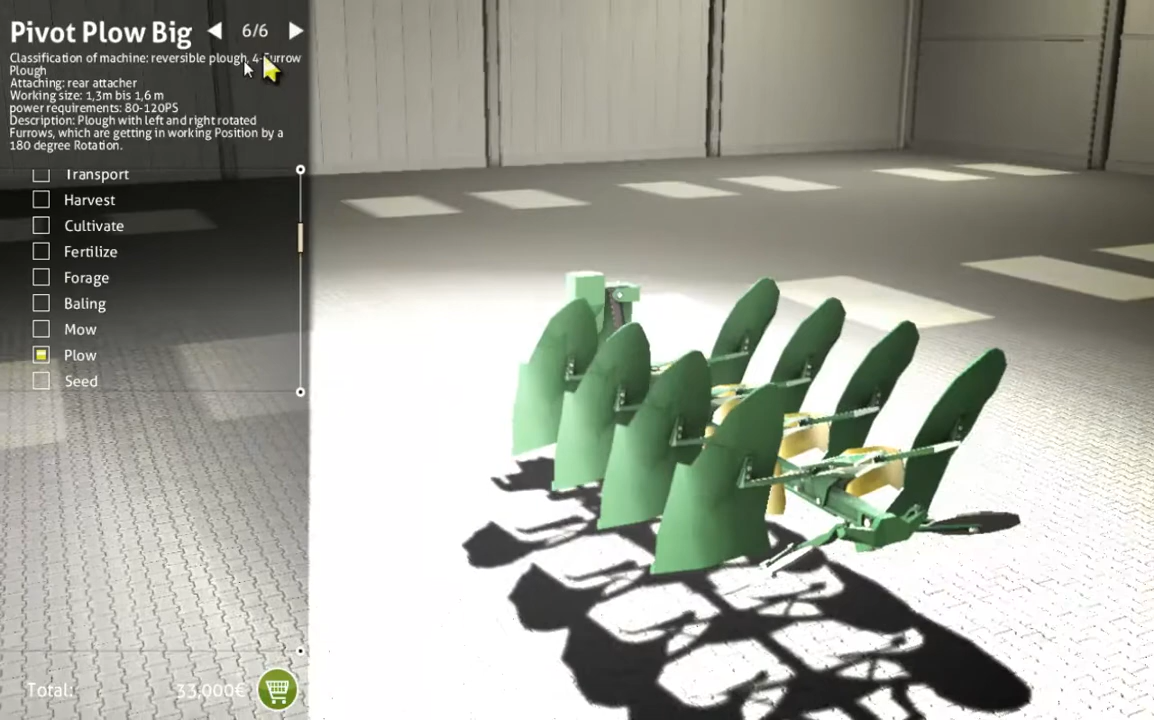 Pivot Plow Big 6/6
Classification of machine: reversible plough, 4-Furrow
Plough
Attaching: rear attacher
Working size: 1,3m bis 1,6 m
power requirements: 80-120PS
Description: Plough with left and right rotated
Furrows, which are getting in working Position by a
180 degree Rotation.
Transport
Harvest
Cultivate
Fertilize
Forage
Baling
Mow
Plow
Seed
Total: 33,000€